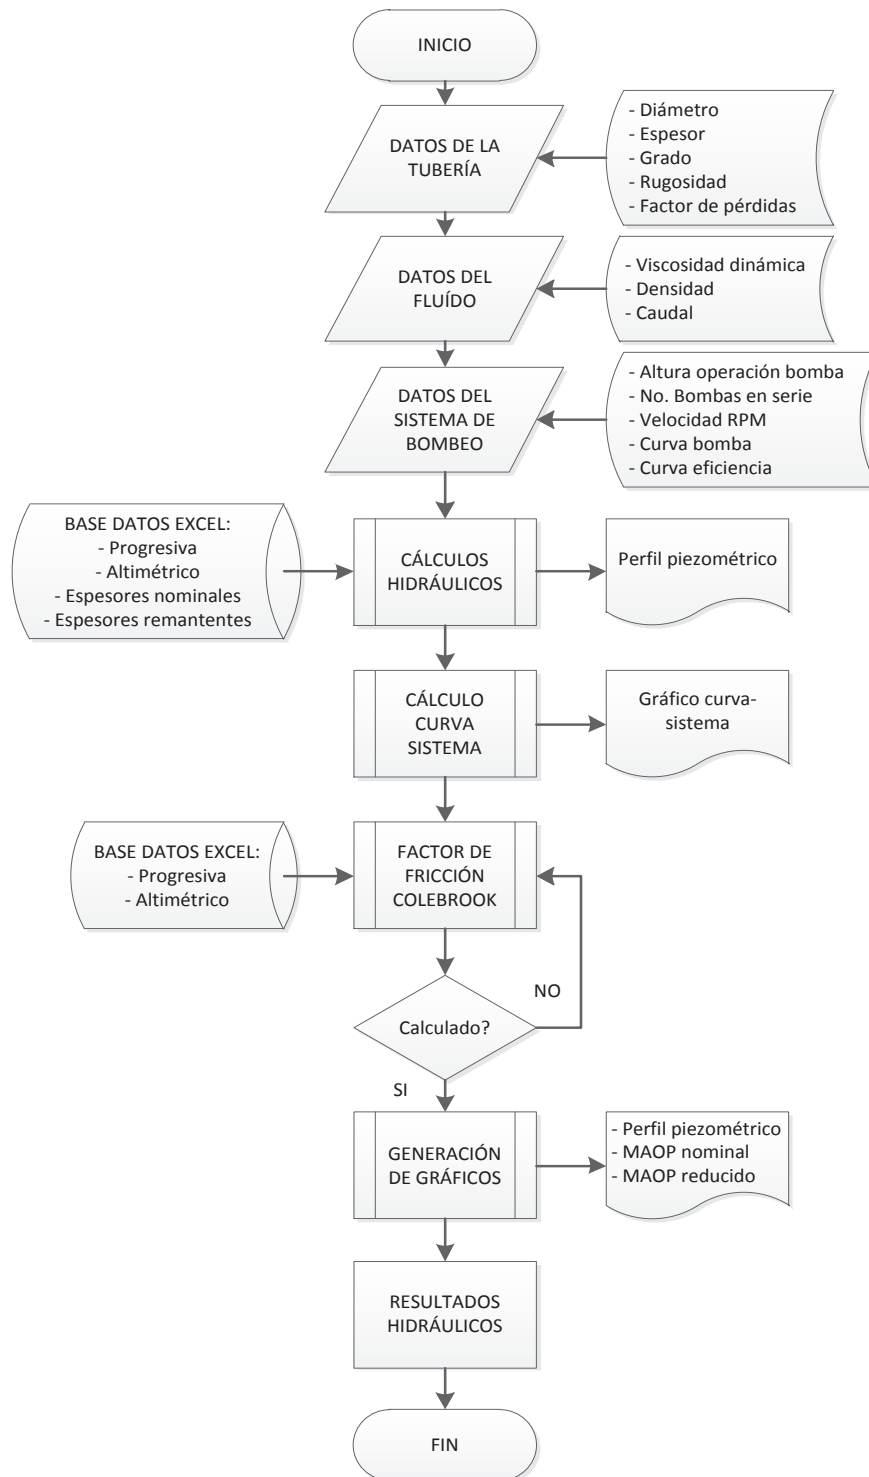 INICIO
DATOS DE LA
TUBERÍA
- Diámetro
- Espesor
- Grado
- Rugosidad
- Factor de pérdidas
DATOS DEL
FLUÍDO
- Viscosidad dinámica
- Densidad
- Caudal
DATOS DEL
SISTEMA DE
BOMBEO
- Altura operación bomba
- No. Bombas en serie
- Velocidad RPM
- Curva bomba
- Curva eficiencia
BASE DATOS EXCEL:
- Progresiva
- Altimétrico
- Espesores nominales
- Espesores remantentes
CÁLCULOS
HIDRÁULICOS
Perfil piezométrico
CÁLCULO
CURVA
SISTEMA
Gráfico curva-
sistema
BASE DATOS EXCEL:
- Progresiva
- Altimétrico
FACTOR DE
FRICCIÓN
COLEBROOK
NO
Calculado?
SI
GENERACIÓN
DE GRÁFICOS
- Perfil piezométrico
- MAOP nominal
- MAOP reducido
RESULTADOS
HIDRÁULICOS
FIN